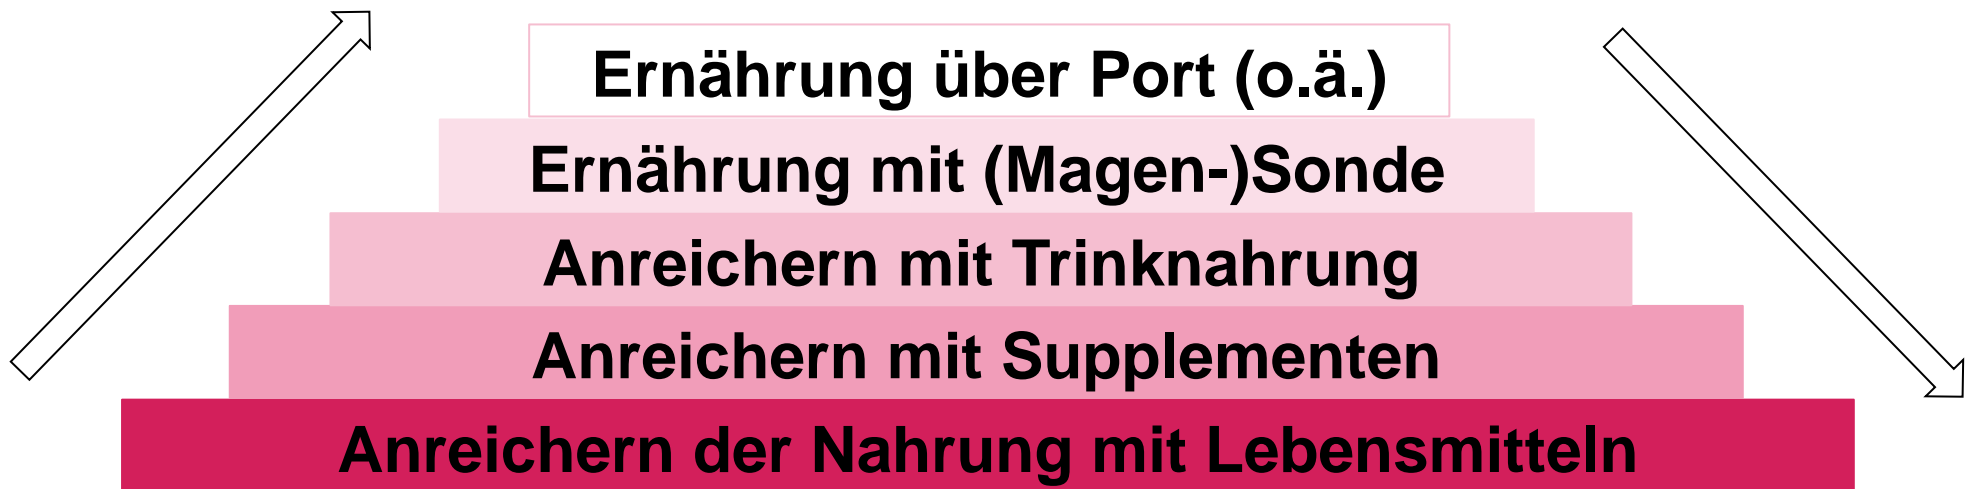 Ernährung über Port (o.ä.)
Ernährung mit (Magen-)Sonde
Anreichern mit Trinknahrung
Anreichern mit Supplementen
Anreichern der Nahrung mit Lebensmitteln